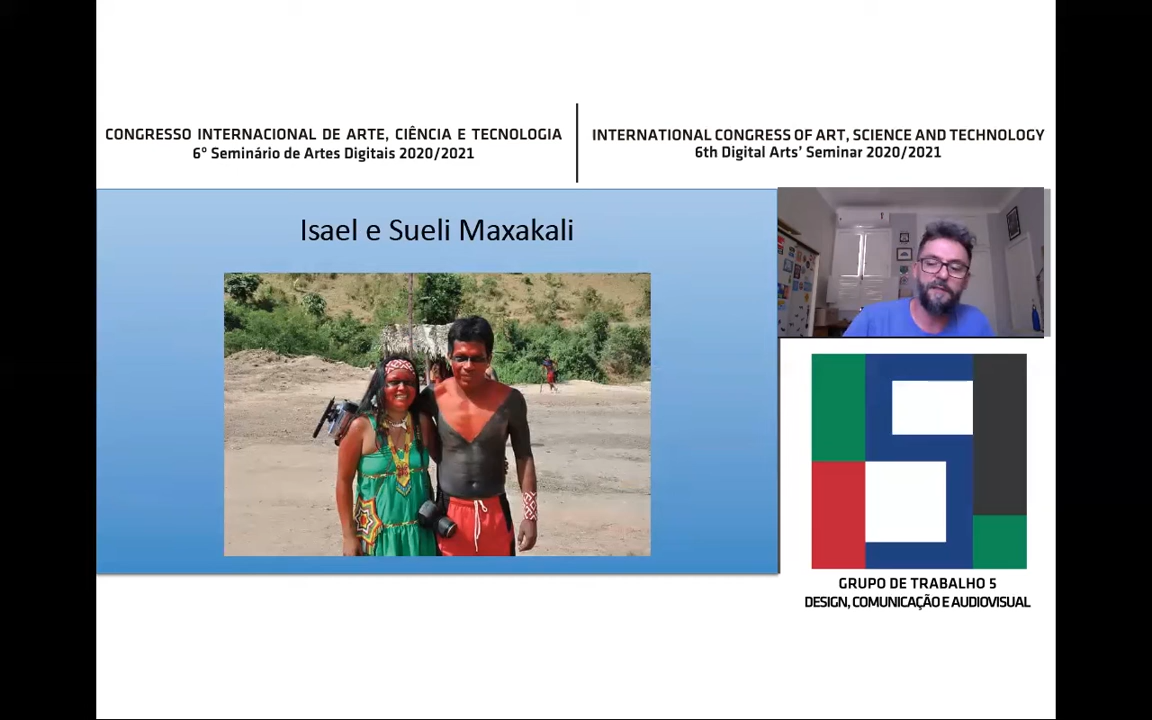 CONGRESSO INTERNACIONAL DE ARTE, CIÊNCIA E TECNOLOGIA
6º Seminário de Artes Digitais 2020/2021
INTERNATIONAL CONGRESS OF ART, SCIENCE AND TECHNOLOGY
6th Digital Arts’ Seminar 2020/2021
Isael e Sueli Maxakali
GRUPO DE TRABALHO 5
DESIGN, COMUNICAÇÃO E AUDIOVISUAL